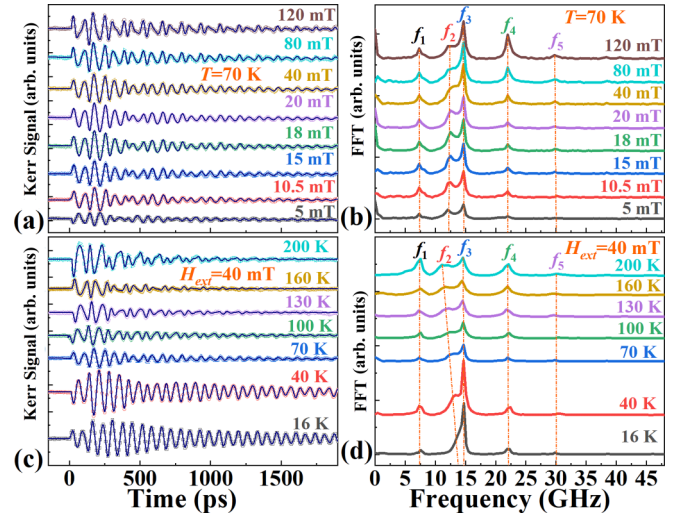 Kerr Signal (arb. units)
120 mT
80 mT
T=70 K
40 mT
20 mT
18 mT
15 mT
10.5 mT
5 mT
(a)
FFT (arb. units)
f1 f2 f3 f4 f5
T=70 K
120 mT
80 mT
40 mT
20 mT
18 mT
15 mT
10.5 mT
5 mT
(b)
Kerr Signal (arb. units)
200 K
Hext=40 mT
160 K
130 K
100 K
70 K
40 K
16 K
(c)
0 500 1000 1500
Time (ps)
FFT (arb. units)
f1 f2 f3 f4 f5
Hext=40 mT
200 K
160 K
130 K
100 K
70 K
40 K
16 K
(d)
0 5 10 15 20 25 30 35 40 45
Frequency (GHz)